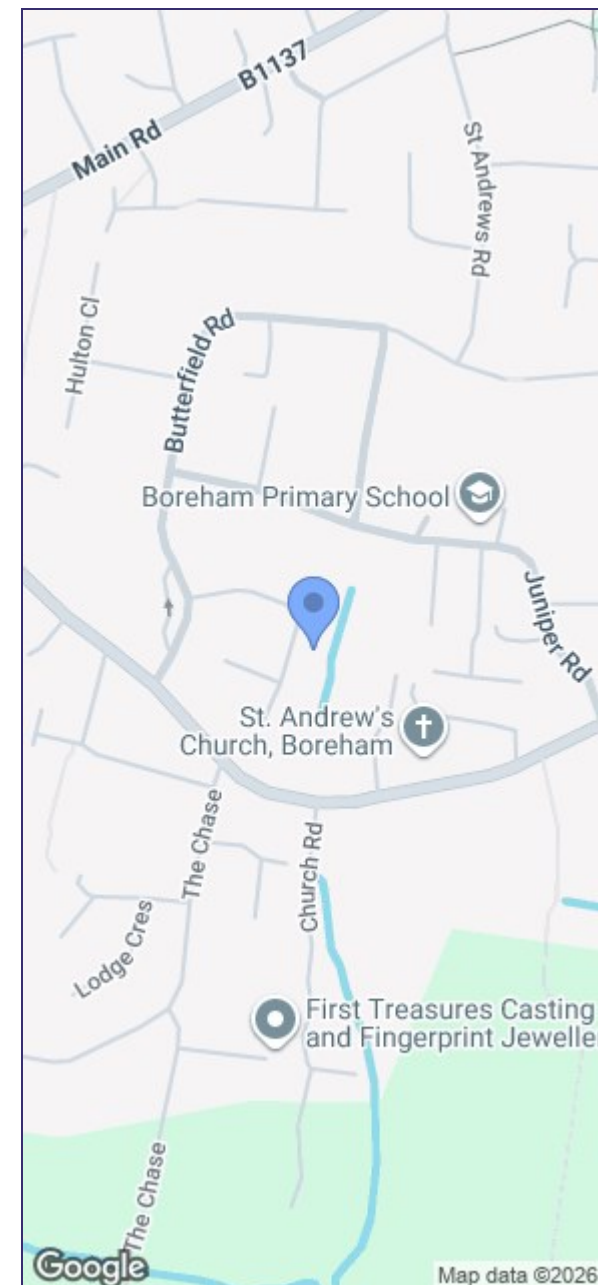 B1137
Main Rd
St Andrews Rd
Hulton Cl
Butterfield Rd
Boreham Primary School
Juniper Rd
St. Andrew's
Church, Boreham
The Chase
Church Rd
Lodge Cres
First Treasures Casting
and Fingerprint Jewelle
The Chase
Google
Map data ©2026